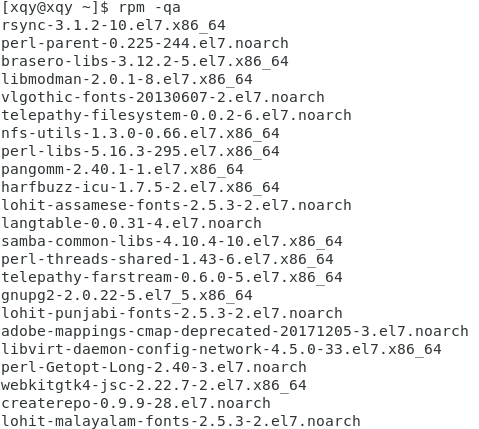 [xqy@xqy ~]$ rpm -qa
rsync-3.1.2-10.el7.x86_64
perl-parent-0.225-244.el7.noarch
brasero-libs-3.12.2-5.el7.x86_64
libmodman-2.0.1-8.el7.x86_64
vlgothic-fonts-20130607-2.el7.noarch
telepathy-filesystem-0.0.2-6.el7.noarch
nfs-utils-1.3.0-0.66.el7.x86_64
perl-libs-5.16.3-295.el7.x86_64
pangomm-2.40.1-1.el7.x86_64
harfbuzz-icu-1.7.5-2.el7.x86_64
lohit-assamese-fonts-2.5.3-2.el7.noarch
langtable-0.0.31-4.el7.noarch
samba-common-libs-4.10.4-10.el7.x86_64
perl-threads-shared-1.43-6.el7.x86_64
telepathy-farstream-0.6.0-5.el7.x86_64
gnupg2-2.0.22-5.el7_5.x86_64
lohit-punjabi-fonts-2.5.3-2.el7.noarch
adobe-mappings-cmap-deprecated-20171205-3.el7.noarch
libvirt-daemon-config-network-4.5.0-33.el7.x86_64
perl-Getopt-Long-2.40-3.el7.noarch
webkitgtk4-jsc-2.22.7-2.el7.x86_64
createrepo-0.9.9-28.el7.noarch
lohit-malayalam-fonts-2.5.3-2.el7.noarch